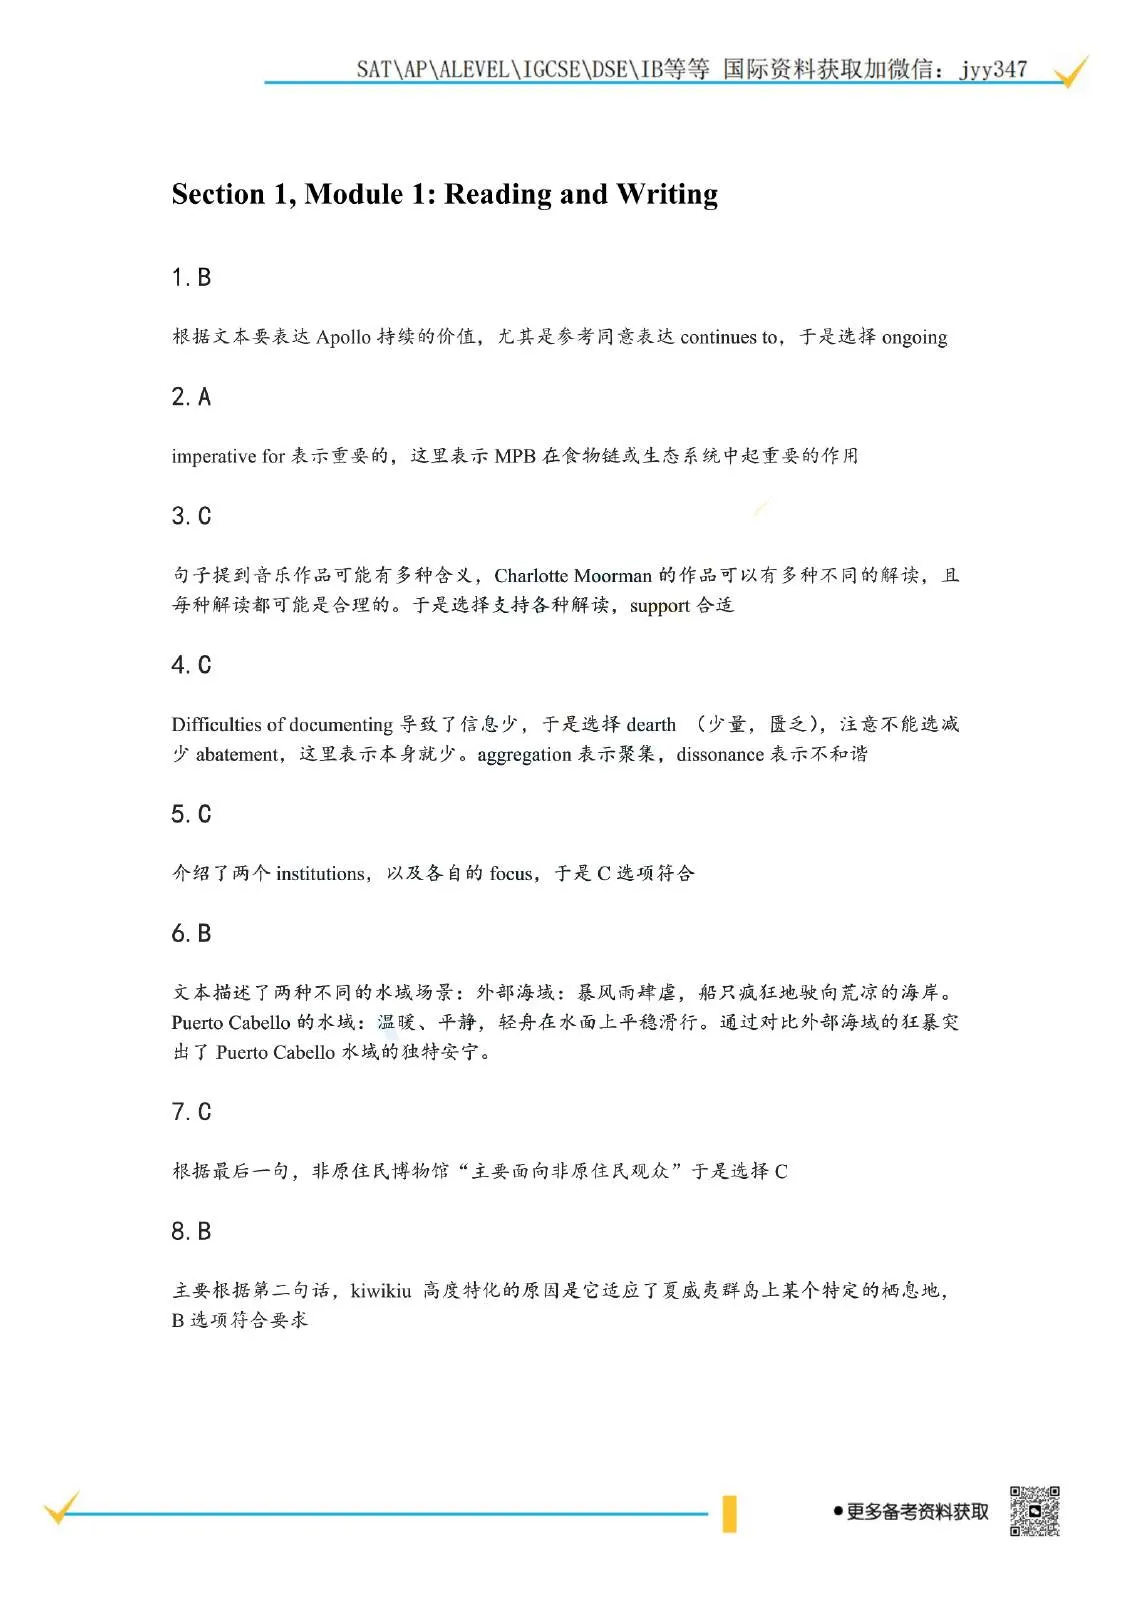 SAT\AP\ALEVEL\IGCSE\DSE\IB等等 国际资料获取加微信：jyy347
Section 1, Module 1: Reading and Writing
1. B
根据文本要表达 Apollo 持续的价值，尤其是参考同意表达 continues to，于是选择 ongoing
2. A
imperative for 表示重要的，这里表示 MPB 在食物链或生态系统中起重要的作用
3. C
句子提到音乐作品可能有多种含义，Charlotte Moorman 的作品可以有多种不同的解读，且
每种解读都可能是合理的。于是选择支持各种解读，support 合适
4. C
Difficulties of documenting 导致了信息少，于是选择 dearth （少量，匮乏），注意不能选减
少 abatement，这里表示本身就少。aggregation 表示聚集，dissonance 表示不和谐
5. C
介绍了两个 institutions，以及各自的 focus，于是 C 选项符合
6. B
文本描述了两种不同的水域场景：外部海域：暴风雨肆虐，船只疯狂地驶向荒凉的海岸。
Puerto Cabello 的水域：温暖、平静，轻舟在水面上平稳滑行。通过对比外部海域的狂暴突
出了 Puerto Cabello 水域的独特安宁。
7. C
根据最后一句，非原住民博物馆“主要面向非原住民观众”于是选择 C
8. B
主要根据第二句话，kiwikiu 高度特化的原因是它适应了夏威夷群岛上某个特定的栖息地，
B 选项符合要求
●更多备考资料获取